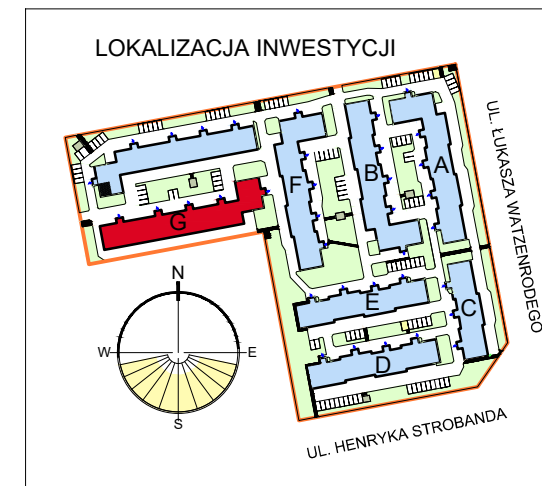 LOKALIZACJA INWESTYCJI
UL. ŁUKASZA WATZENRODEGO
A
B
F
G
E
C
D
N
W
E
S
UL. HENRYKA STROBANDA